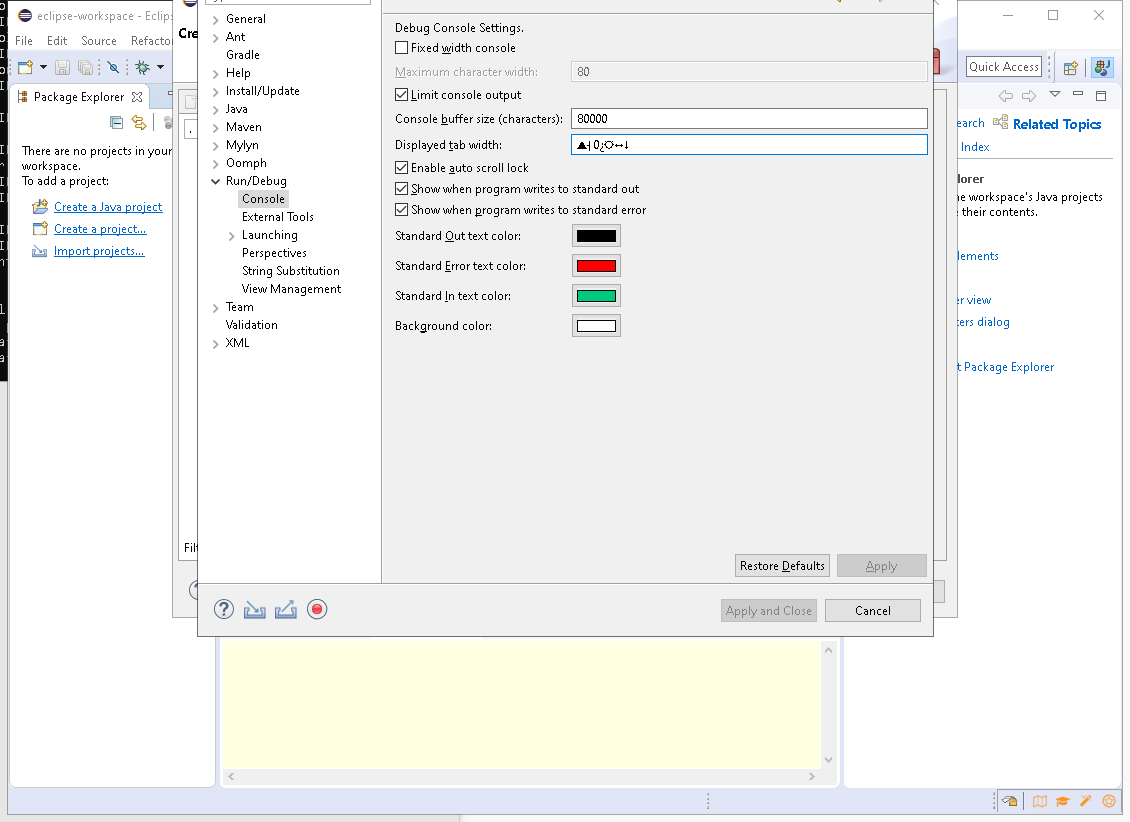 eclipse-workspace - Eclips
File Edit Source Refacto
Quick Access
Package Explorer
There are no projects in your
workspace.
To add a project:
Create a Java project
Create a project...
Import projects...
Cre
General
Ant
Gradle
Help
Install/Update
Java
Maven
Mylyn
Oomph
Run/Debug
Console
External Tools
Launching
Perspectives
String Substitution
View Management
Team
Validation
XML
Debug Console Settings.
Fixed width console
Maximum character width: 80
Limit console output
Console buffer size (characters): 80000
Displayed tab width: ▲┤0¿☼↔↓
Enable auto scroll lock
Show when program writes to standard out
Show when program writes to standard error
Standard Out text color:
Standard Error text color:
Standard In text color:
Background color:
Restore Defaults Apply
Apply and Close Cancel
Filt
earch Related Topics
Index
lorer
he workspace's Java projects
their contents.
lements
er view
ters dialog
t Package Explorer